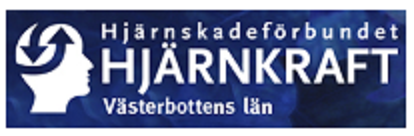 Hjärnskadeförbundet
HJÄRNKRAFT
Västerbottens län